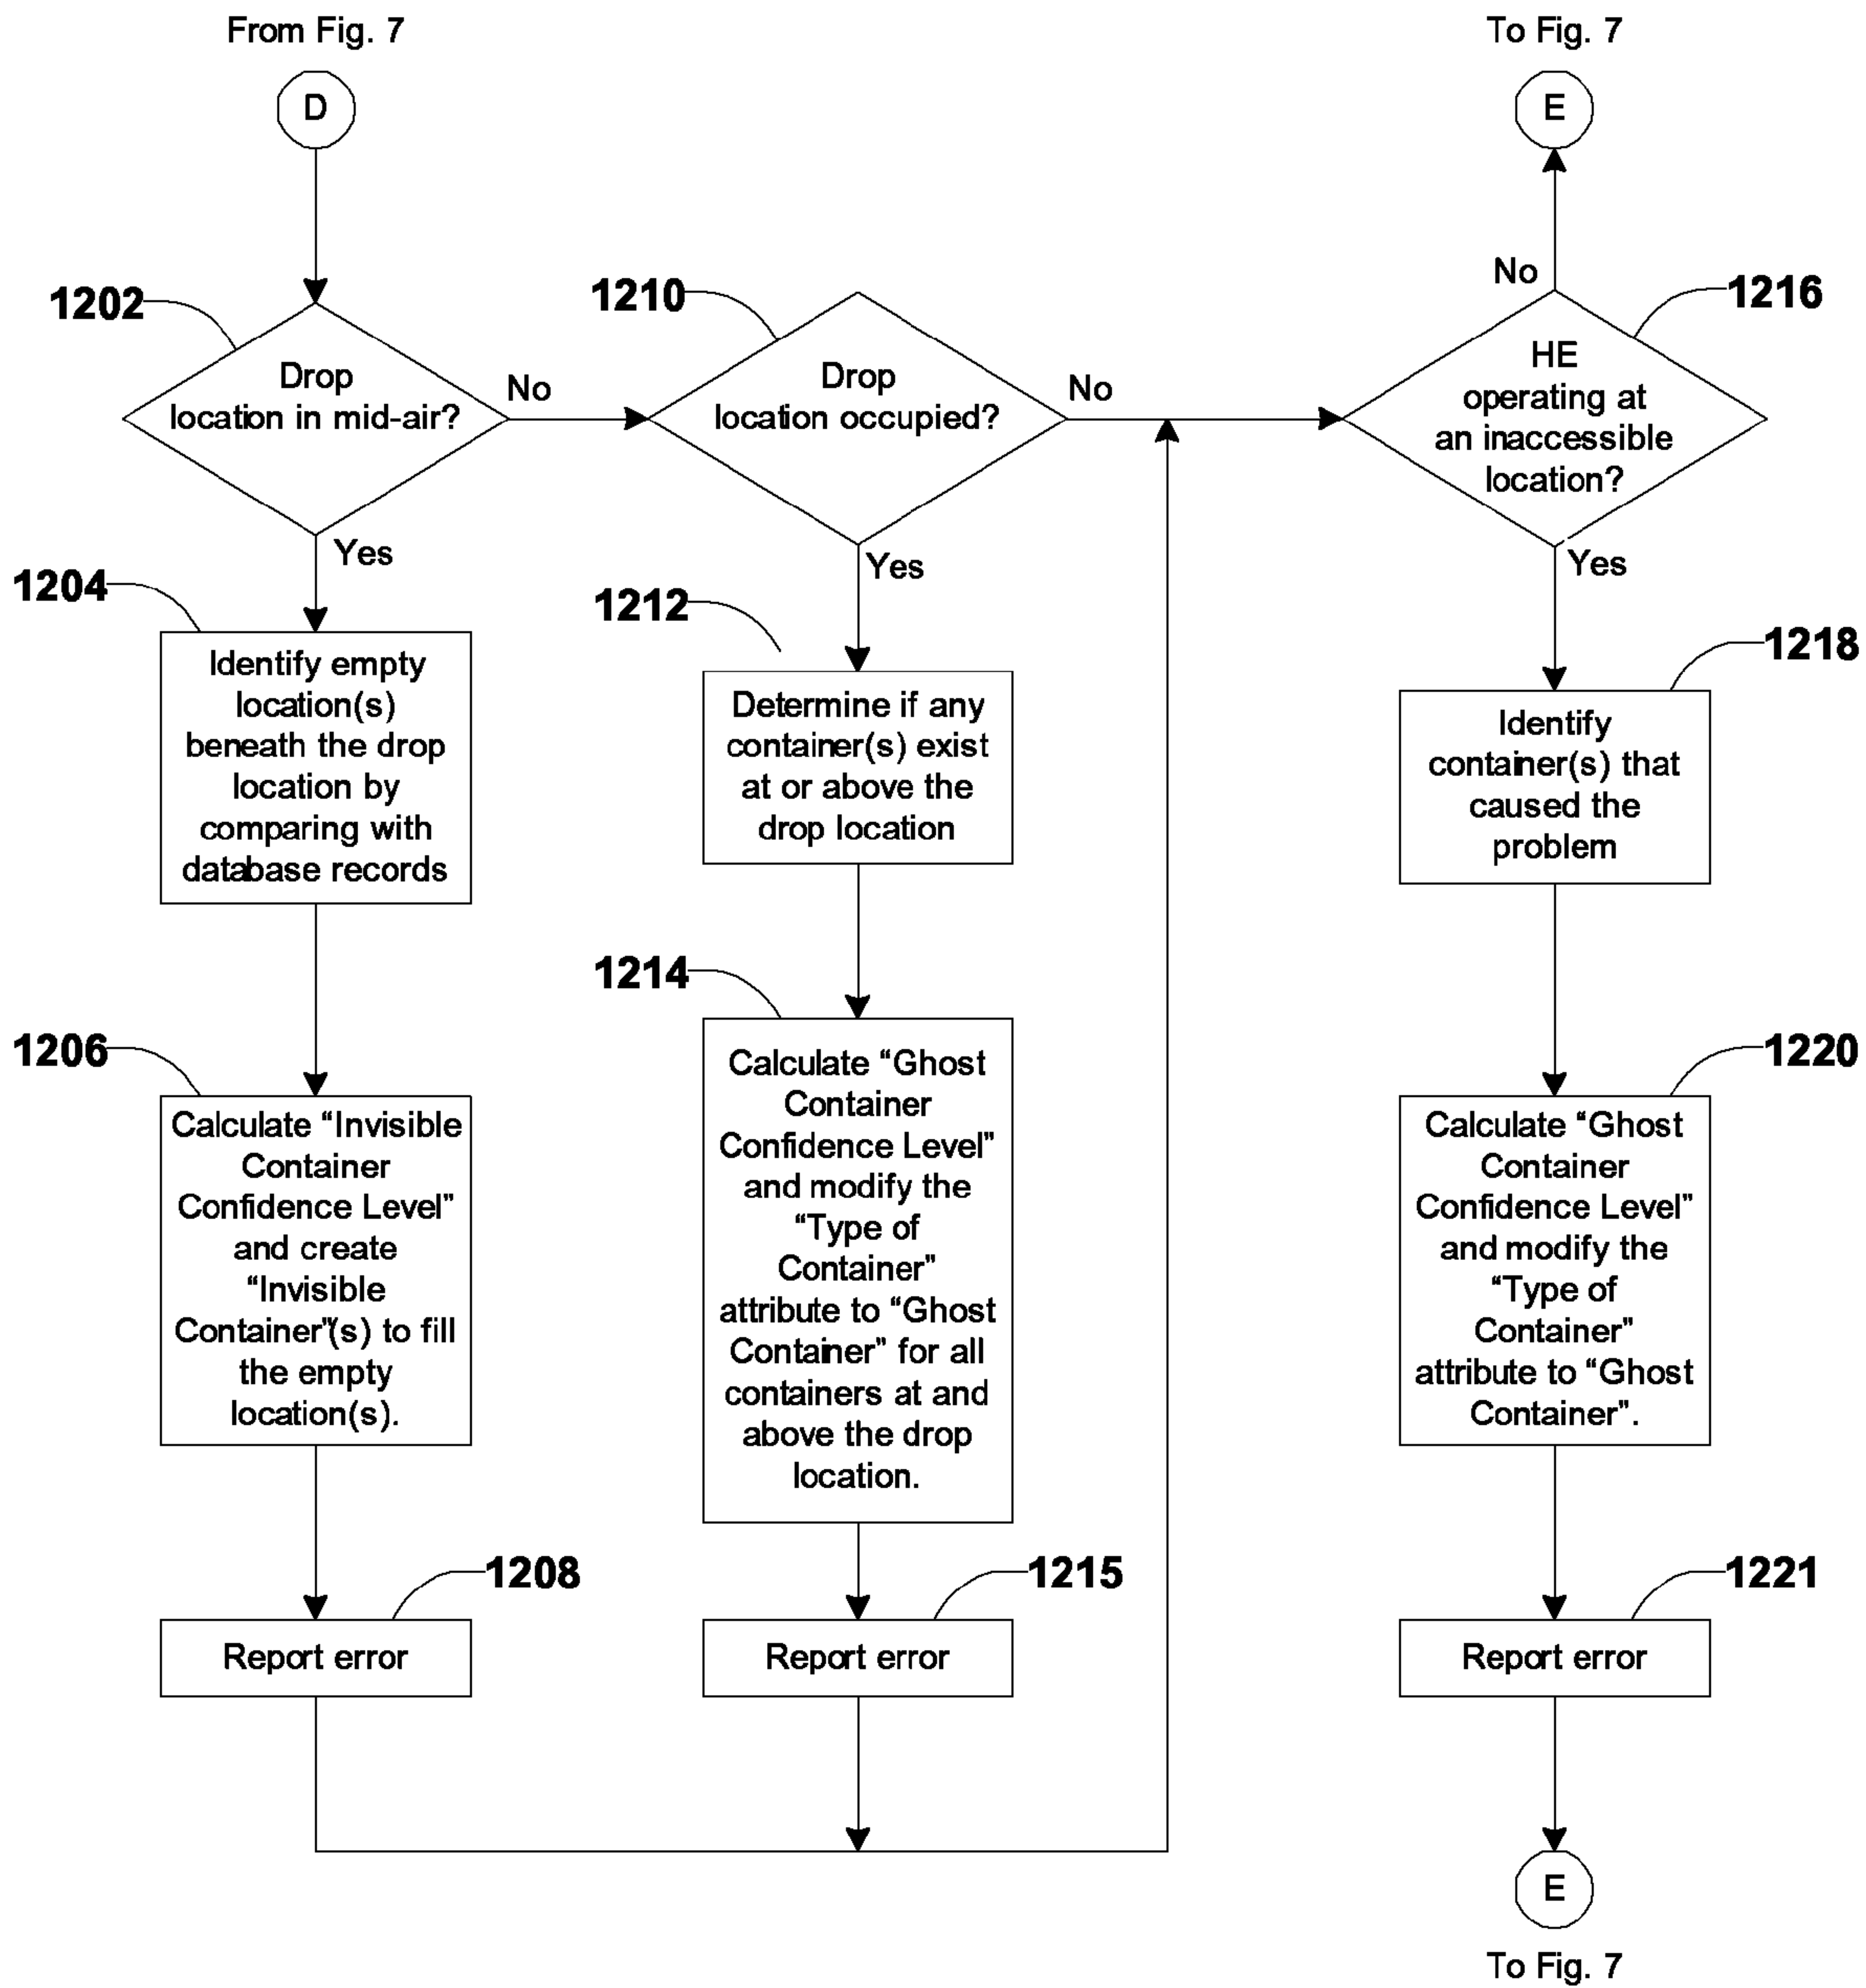 From Fig. 7
D
1202
Drop
location in mid-air?
No
Yes
1204
Identify empty
location(s)
beneath the drop
location by
comparing with
database records
1206
Calculate “Invisible
Container
Confidence Level”
and create
“Invisible
Container”(s) to fill
the empty
location(s).
1208
Report error
1210
Drop
location occupied?
No
Yes
1212
Determine if any
container(s) exist
at or above the
drop location
1214
Calculate “Ghost
Container
Confidence Level”
and modify the
“Type of
Container”
attribute to “Ghost
Container” for all
containers at and
above the drop
location.
1215
Report error
To Fig. 7
E
No
1216
HE
operating at
an inaccessible
location?
Yes
1218
Identify
container(s) that
caused the
problem
1220
Calculate “Ghost
Container
Confidence Level”
and modify the
“Type of
Container”
attribute to “Ghost
Container”.
1221
Report error
E
To Fig. 7